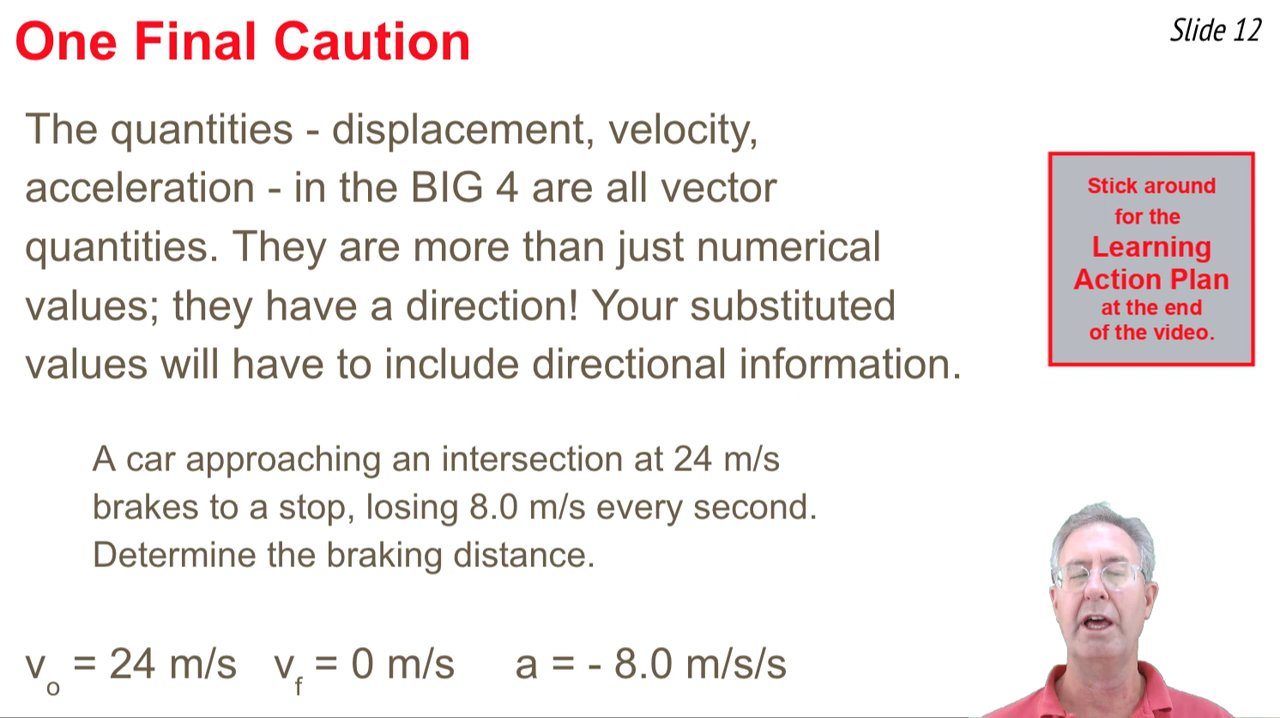 One Final Caution
Slide 12
The quantities - displacement, velocity,
acceleration - in the BIG 4 are all vector
quantities. They are more than just numerical
values; they have a direction! Your substituted
values will have to include directional information.
Stick around
for the
Learning
Action Plan
at the end
of the video.
A car approaching an intersection at 24 m/s
brakes to a stop, losing 8.0 m/s every second.
Determine the braking distance.
v₀ = 24 m/s v_f = 0 m/s a = - 8.0 m/s/s